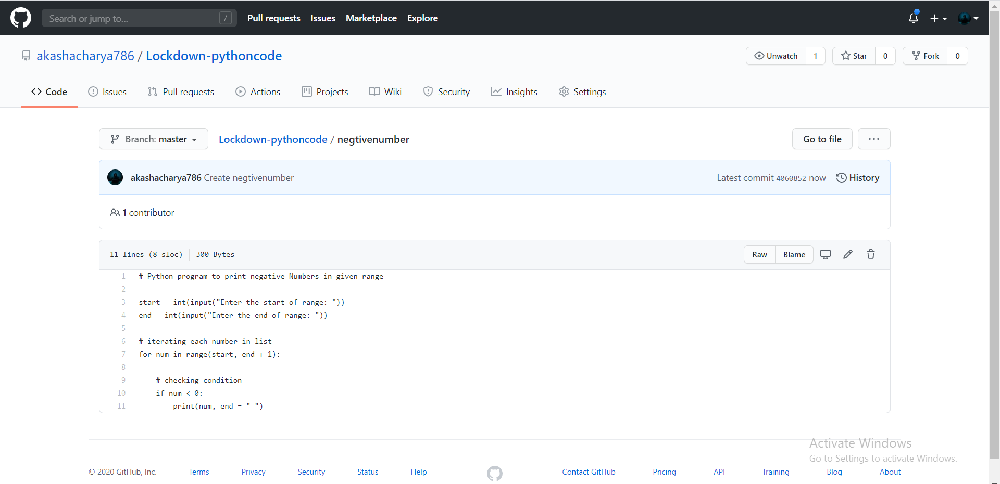 Search or jump to... /
Pull requests Issues Marketplace Explore
akashacharya786 / Lockdown-pythoncode
Unwatch 1 Star 0 Fork 0
Code Issues Pull requests Actions Projects Wiki Security Insights Settings
Branch: master Lockdown-pythoncode / negtivenumber Go to file ...
akashacharya786 Create negtivenumber Latest commit 4060852 now History
1 contributor
11 lines (8 sloc) 300 Bytes Raw Blame
1 # Python program to print negative Numbers in given range
2
3 start = int(input("Enter the start of range: "))
4 end = int(input("Enter the end of range: "))
5
6 # iterating each number in list
7 for num in range(start, end + 1):
8
9     # checking condition
10     if num < 0:
11         print(num, end = " ")
Activate Windows
Go to Settings to activate Windows.
© 2020 GitHub, Inc. Terms Privacy Security Status Help Contact GitHub Pricing API Training Blog About